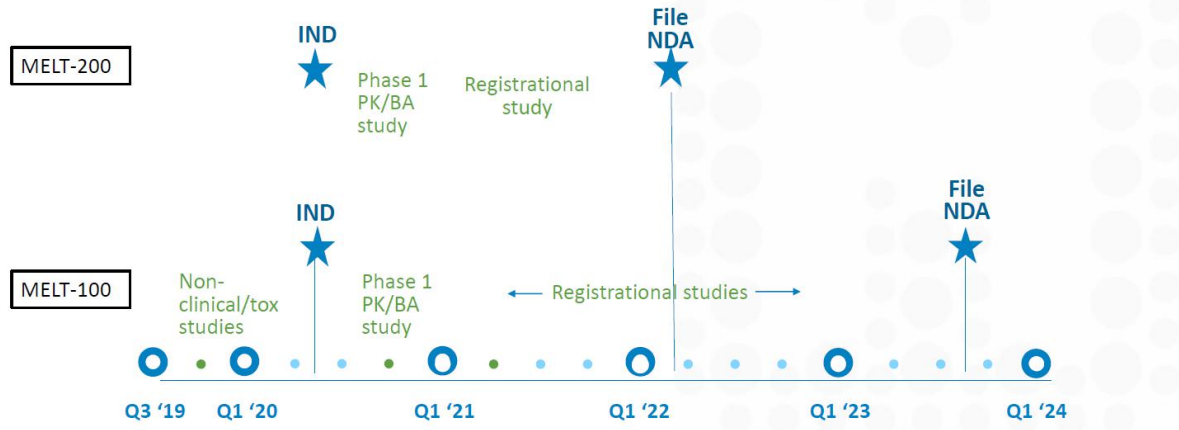 MELT-200
IND
File
NDA
Phase 1
PK/BA
study
Registrational
study
MELT-100
IND
File
NDA
Non-
clinical/tox
studies
Phase 1
PK/BA
study
Registrational studies
Q3 ‘19
Q1 ‘20
Q1 ‘21
Q1 ‘22
Q1 ‘23
Q1 ‘24